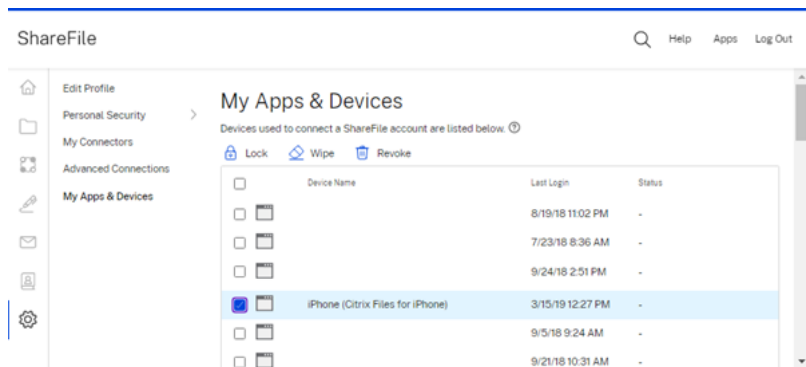 ShareFile
Help Apps Log Out
Edit Profile
Personal Security
My Connectors
Advanced Connections
My Apps & Devices
My Apps & Devices
Devices used to connect a ShareFile account are listed below. ?
Lock Wipe Revoke
Device Name Last Login Status
8/19/18 11:02 PM -
7/23/18 8:36 AM -
9/24/18 2:51 PM -
iPhone (Citrix Files for iPhone) 3/15/19 12:27 PM -
9/5/18 9:24 AM -
9/21/18 10:31 AM -